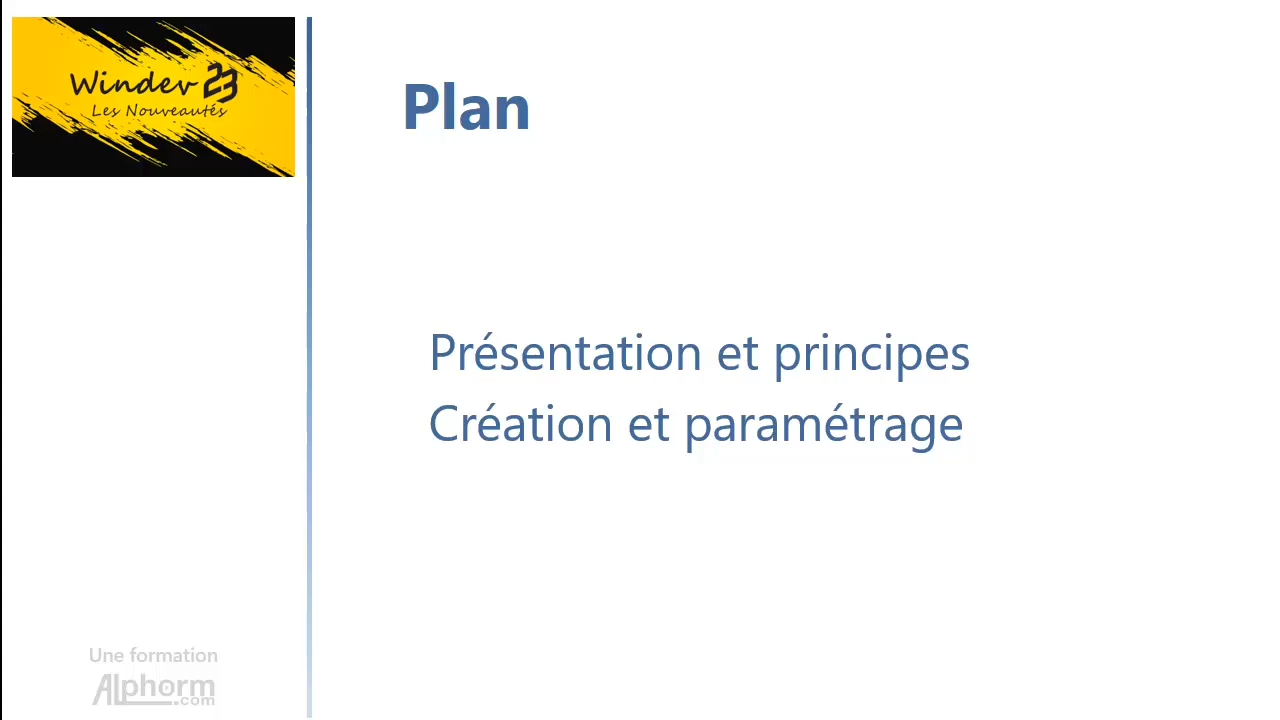 Windev 23
Les Nouveautés
Plan
Présentation et principes
Création et paramétrage
Une formation
Alphorm
.com